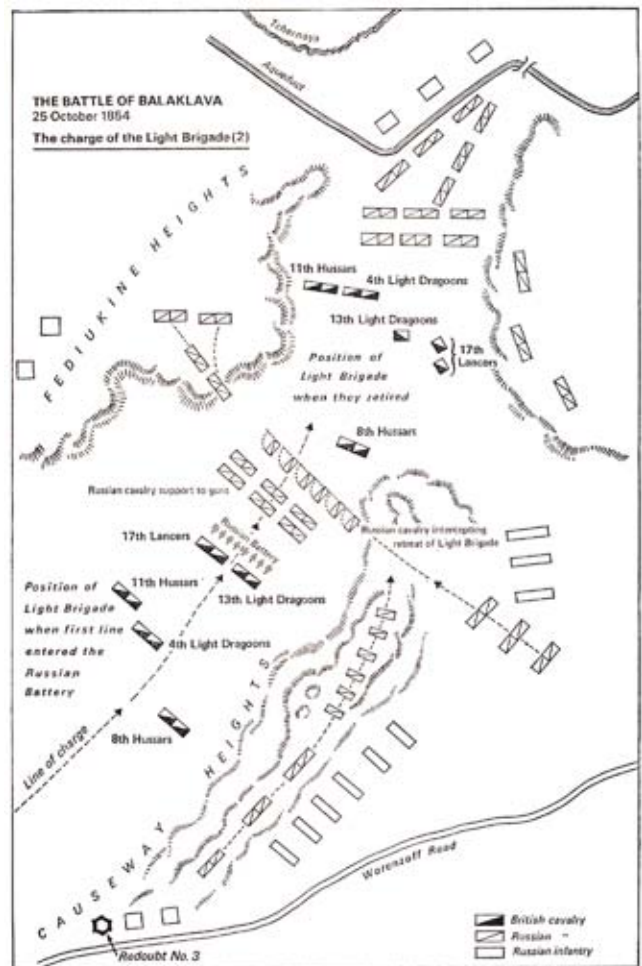 Tchernaya
Aqueduct
THE BATTLE OF BALAKLAVA
25 October 1854
The charge of the Light Brigade (2)
FEDIUKINE HEIGHTS
11th Hussars
4th Light Dragoons
13th Light Dragoons
17th
Lancers
Position of
Light Brigade
when they retired
8th Hussars
Russian cavalry support to guns
Russian Battery
17th Lancers
Russian cavalry intercepting
retreat of Light Brigade
11th Hussars
13th Light Dragoons
Position of
Light Brigade
when first line
entered the
Russian
Battery
4th Light Dragoons
8th Hussars
Line of charge
CAUSEWAY HEIGHTS
Woronzoff Road
Redoubt No. 3
British cavalry
Russian "
Russian infantry